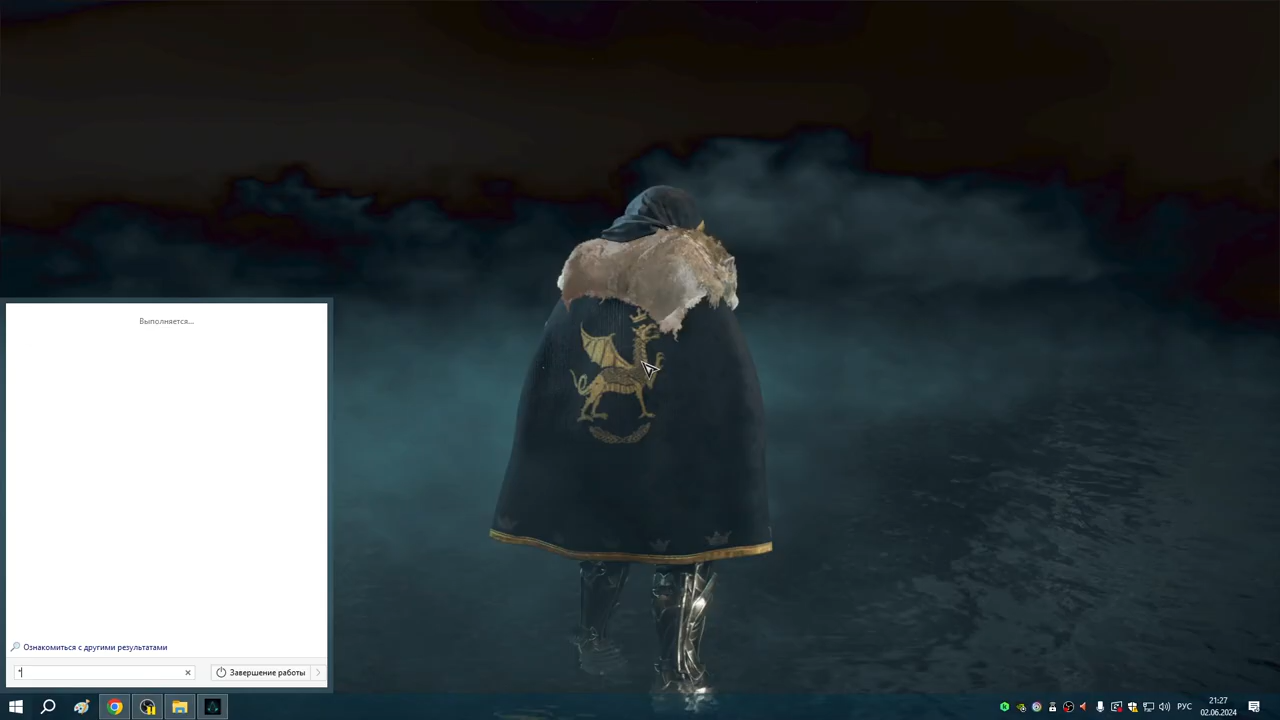 Выполняется...
Ознакомиться с другими результатами
Завершение работы
РУС
21:27
02.06.2024